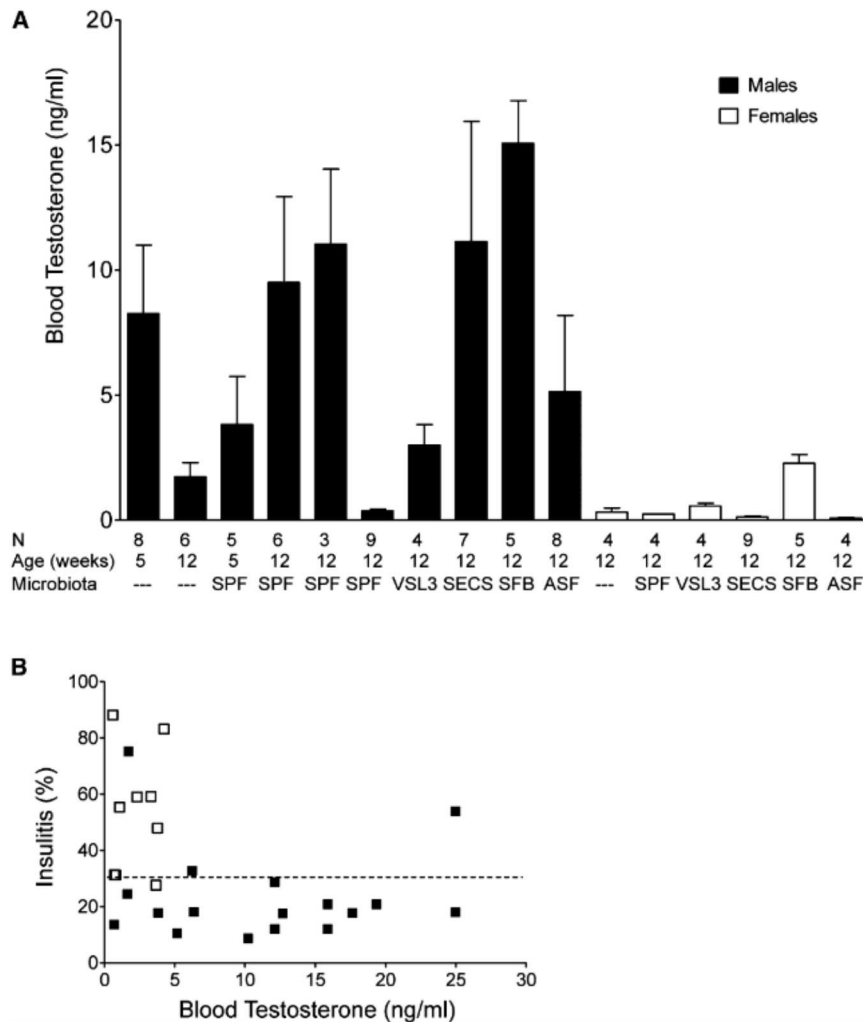 A
20
15
10
5
0
Blood Testosterone (ng/ml)
Males
Females
N 8 6 5 6 3 9 4 7 5 8 4 4 4 9 5 4
Age (weeks) 5 12 5 12 12 12 12 12 12 12 12 12 12 12 12 12
Microbiota --- --- SPF SPF SPF SPF VSL3 SECS SFB ASF --- SPF VSL3 SECS SFB ASF
B
100
80
60
40
20
0
Insulitis (%)
0 5 10 15 20 25 30
Blood Testosterone (ng/ml)